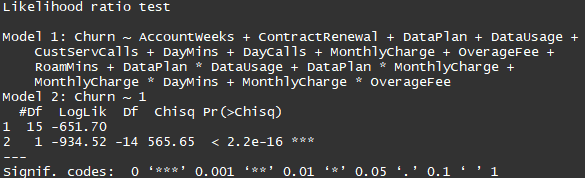 Likelihood ratio test
Model 1: Churn ~ AccountWeeks + ContractRenewal + DataPlan + DataUsage +
CustServCalls + DayMins + DayCalls + MonthlyCharge + OverageFee +
RoamMins + DataPlan * DataUsage + DataPlan * MonthlyCharge +
MonthlyCharge * DayMins + MonthlyCharge * OverageFee
Model 2: Churn ~ 1
#Df LogLik Df Chisq Pr(>Chisq)
1 15 -651.70
2 1 -934.52 -14 565.65 < 2.2e-16 ***
---
Signif. codes: 0 ‘***’ 0.001 ‘**’ 0.01 ‘*’ 0.05 ‘.’ 0.1 ‘ ’ 1